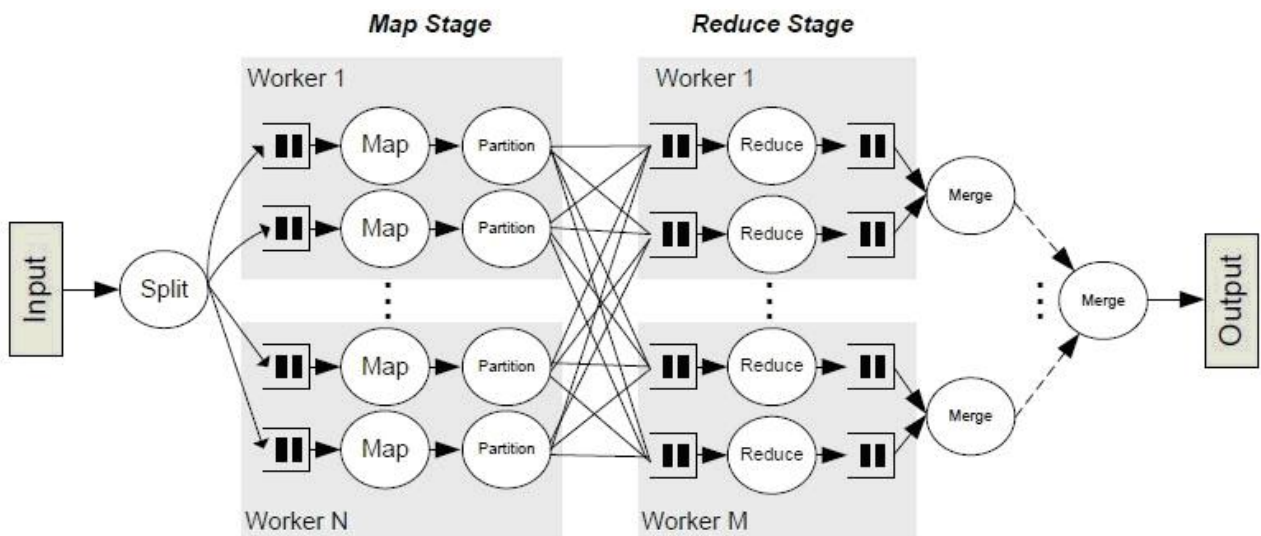 Map Stage
Reduce Stage
Worker 1
Worker 1
Map
Partition
Reduce
Map
Partition
Reduce
Merge
Input
Split
Merge
Output
Map
Partition
Reduce
Map
Partition
Reduce
Merge
Worker N
Worker M